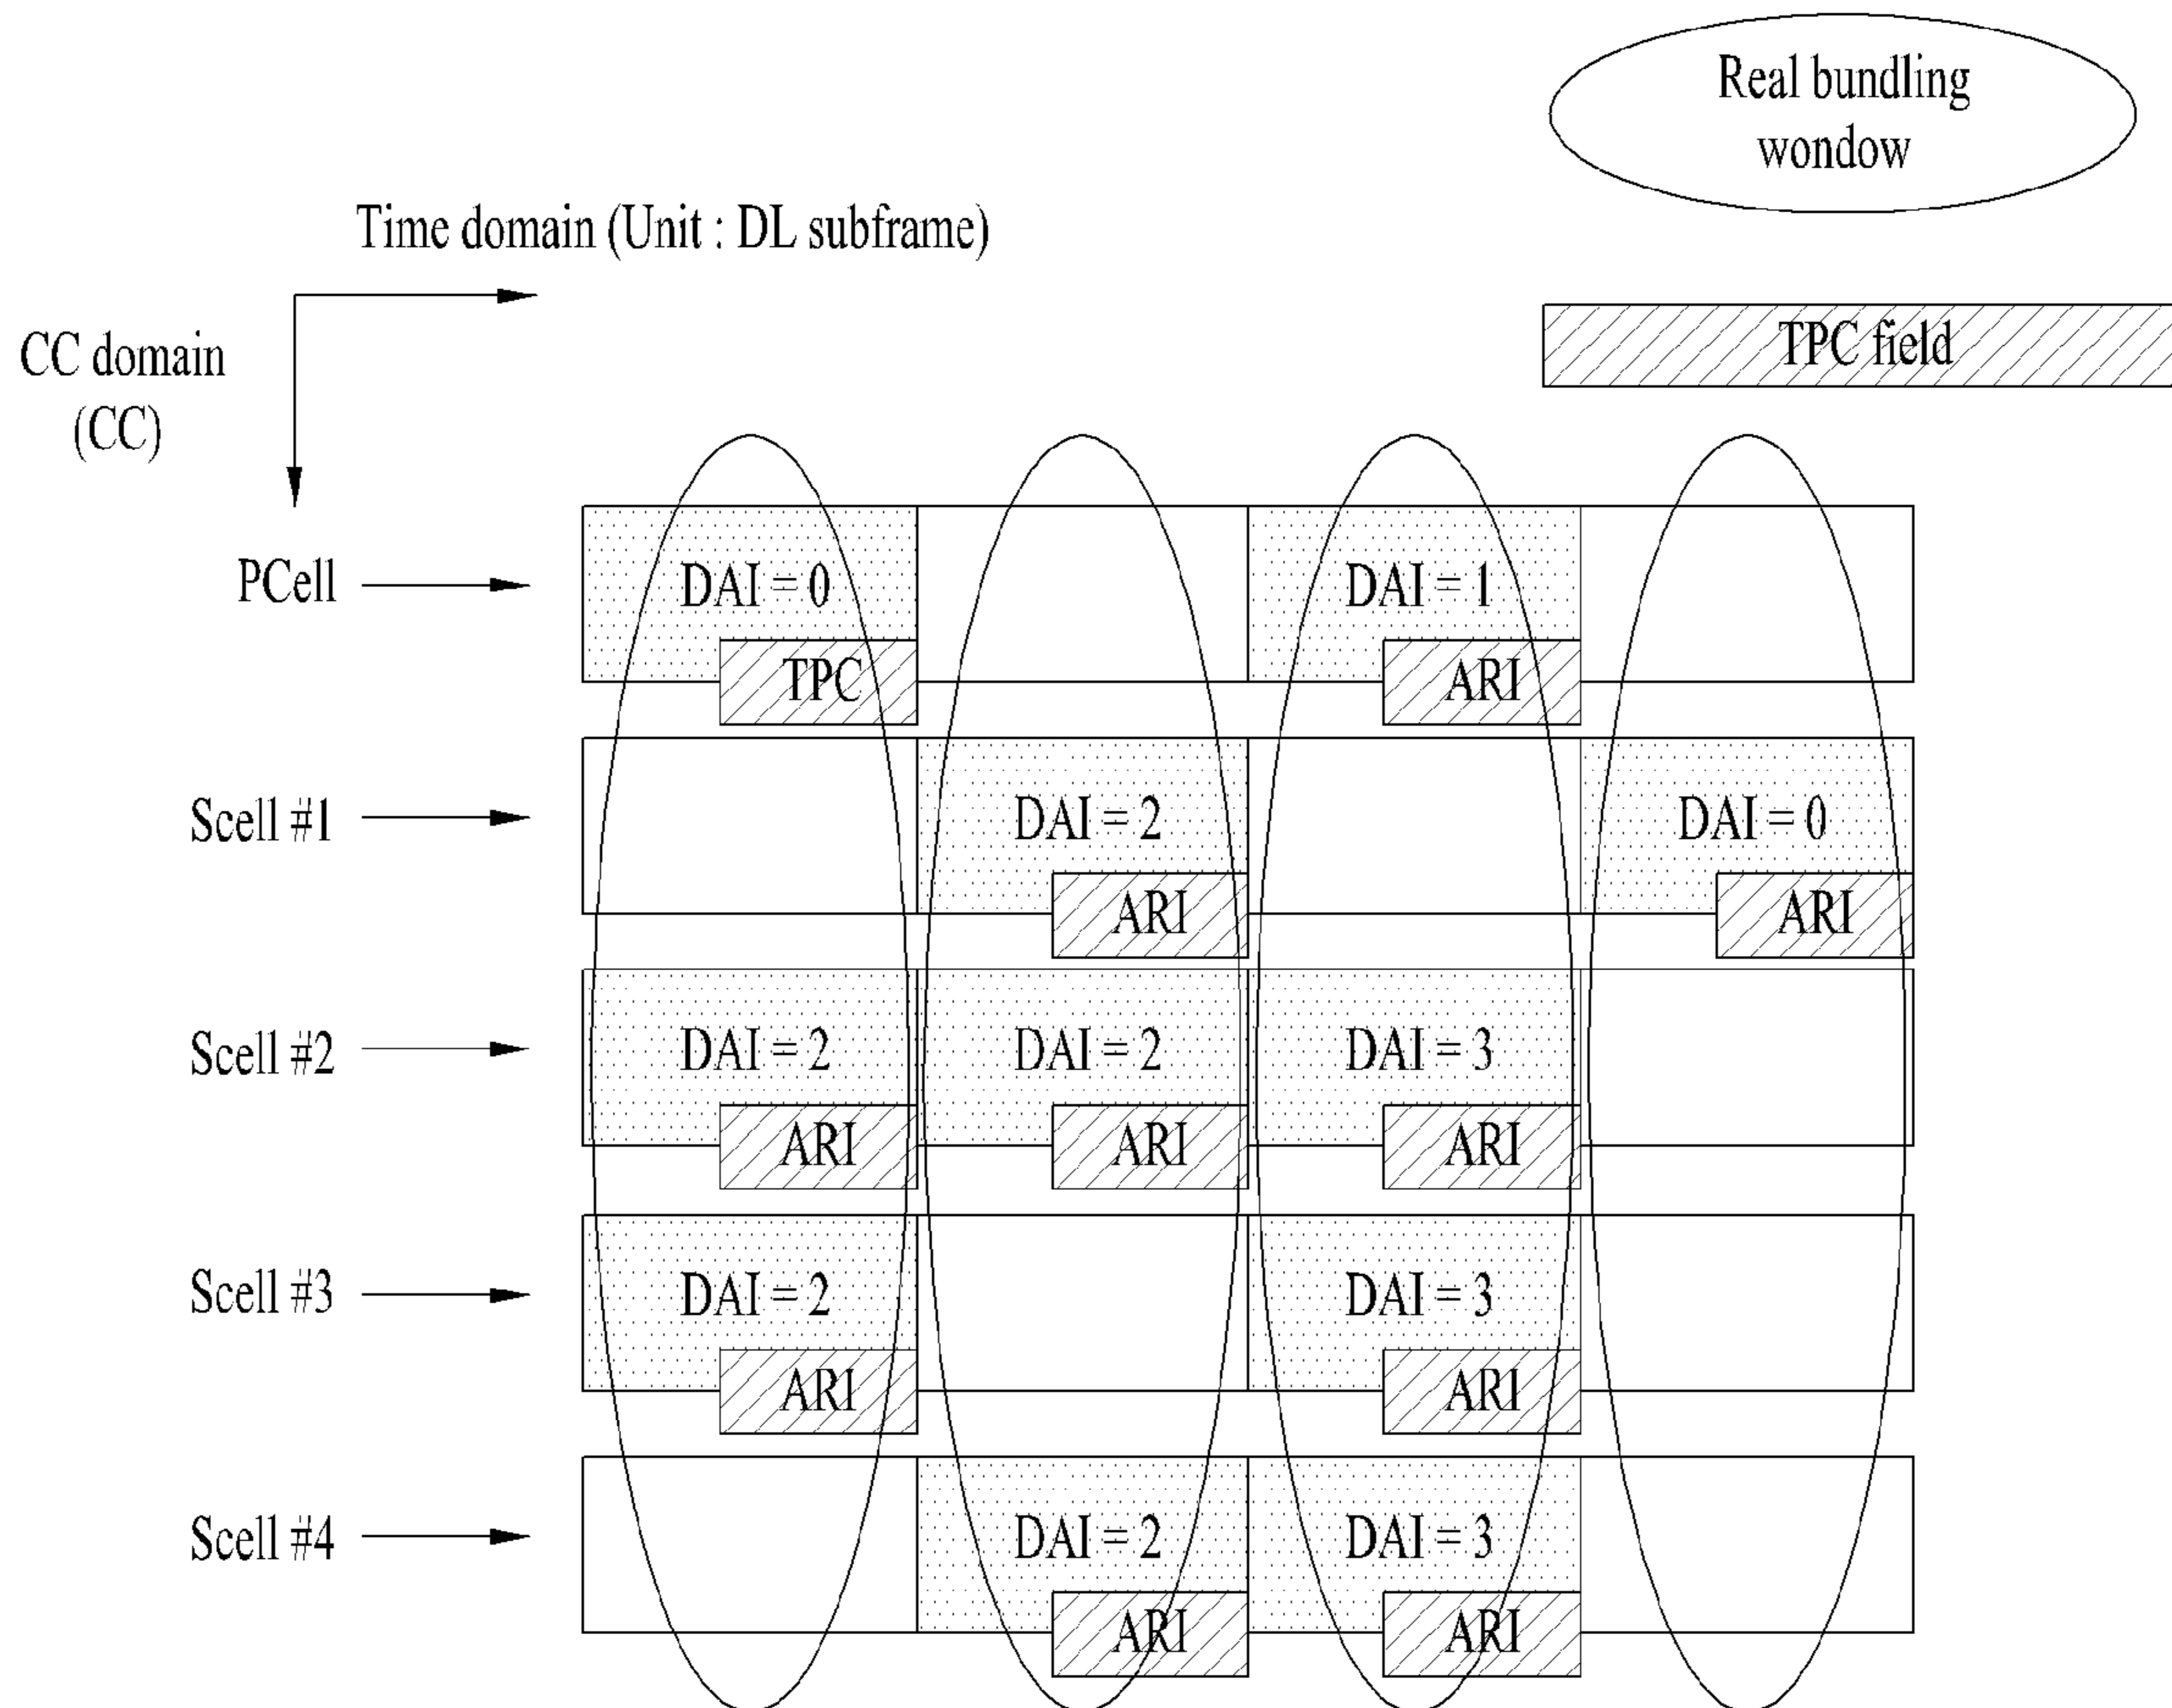 Real bundling
wondow
Time domain (Unit : DL subframe)
TPC field
CC domain
(CC)
PCell
DAI = 0
DAI = 1
TPC
ARI
Scell #1
DAI = 2
DAI = 0
ARI
ARI
Scell #2
DAI = 2
DAI = 2
DAI = 3
ARI
ARI
ARI
Scell #3
DAI = 2
DAI = 3
ARI
ARI
Scell #4
DAI = 2
DAI = 3
ARI
ARI